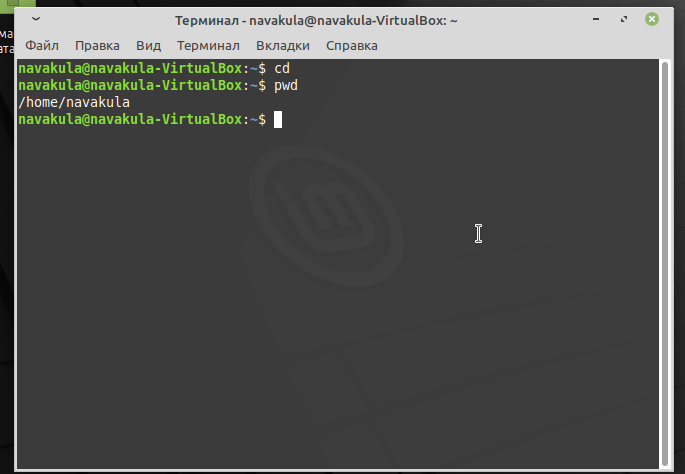 Терминал - navakula@navakula-VirtualBox: ~
Файл Правка Вид Терминал Вкладки Справка
navakula@navakula-VirtualBox:~$ cd
navakula@navakula-VirtualBox:~$ pwd
/home/navakula
navakula@navakula-VirtualBox:~$